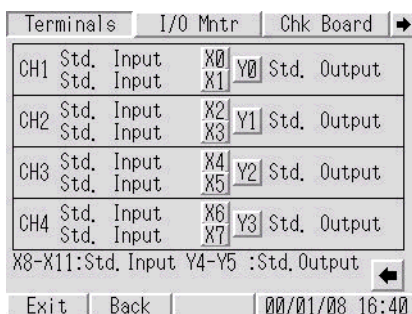 Terminals I/O Mntr Chk Board
CH1 Std. Input X0 Y0 Std. Output
Std. Input X1
CH2 Std. Input X2 Y1 Std. Output
Std. Input X3
CH3 Std. Input X4 Y2 Std. Output
Std. Input X5
CH4 Std. Input X6 Y3 Std. Output
Std. Input X7
X8-X11:Std.Input Y4-Y5 :Std.Output
Exit Back 00/01/08 16:40